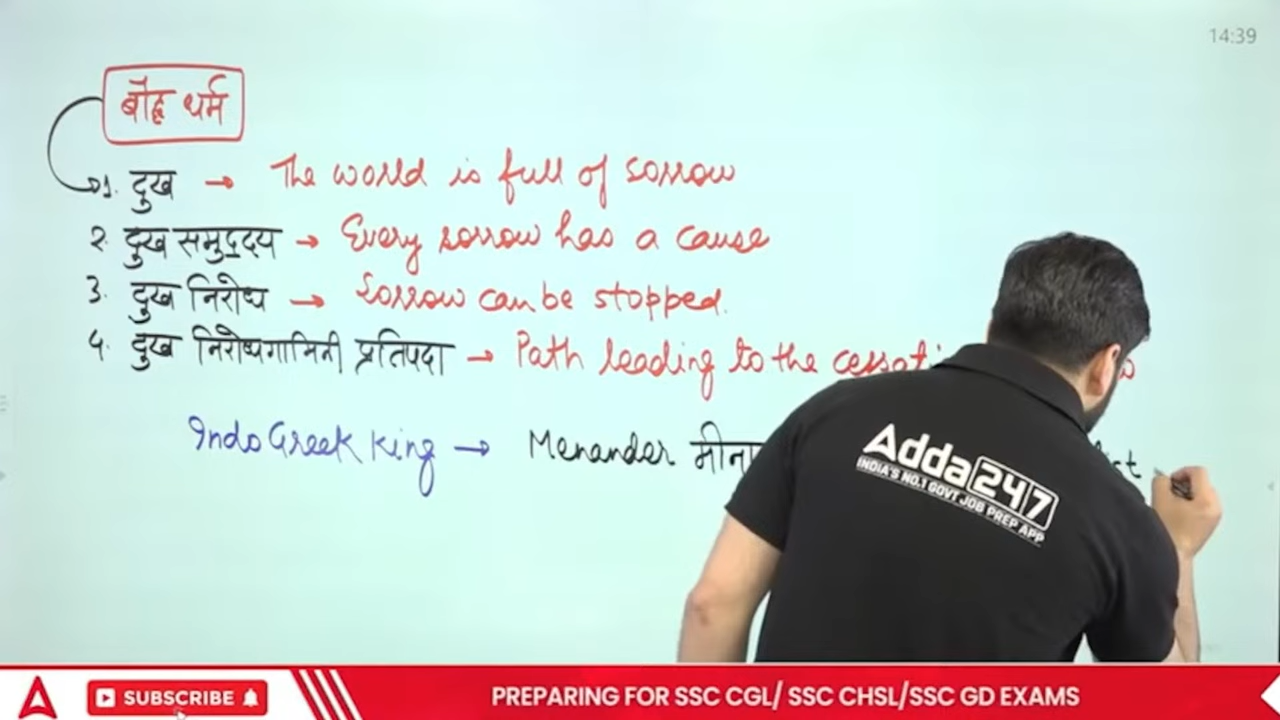 14:39
बौद्ध धर्म
1. दुख → The world is full of sorrow
२. दुख समुद्रदय → Every sorrow has a cause
3. दुख निरोध → Sorrow can be stopped.
4. दुख निरोधगामिनी प्रतिपदा → Path leading to the
Indo Greek King → Menander
Adda247
INDIA'S NO.1 GOVT JOB PREP APP
SUBSCRIBE
PREPARING FOR SSC CGL/ SSC CHSL/SSC GD EXAMS